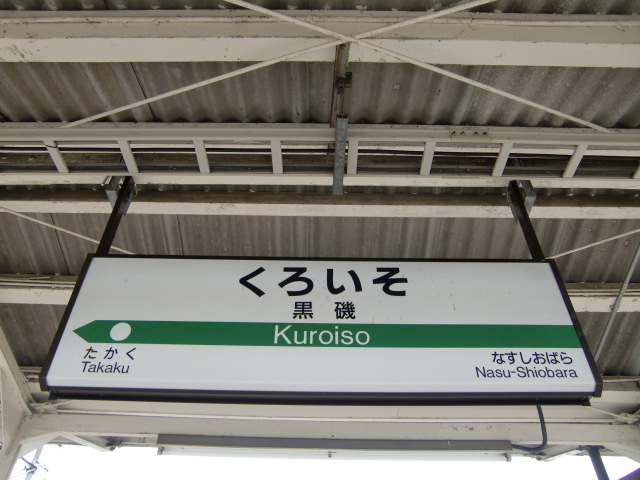 くろいそ
黒磯
Kuroiso
たかく
Takaku
なすしおばら
Nasu-Shiobara